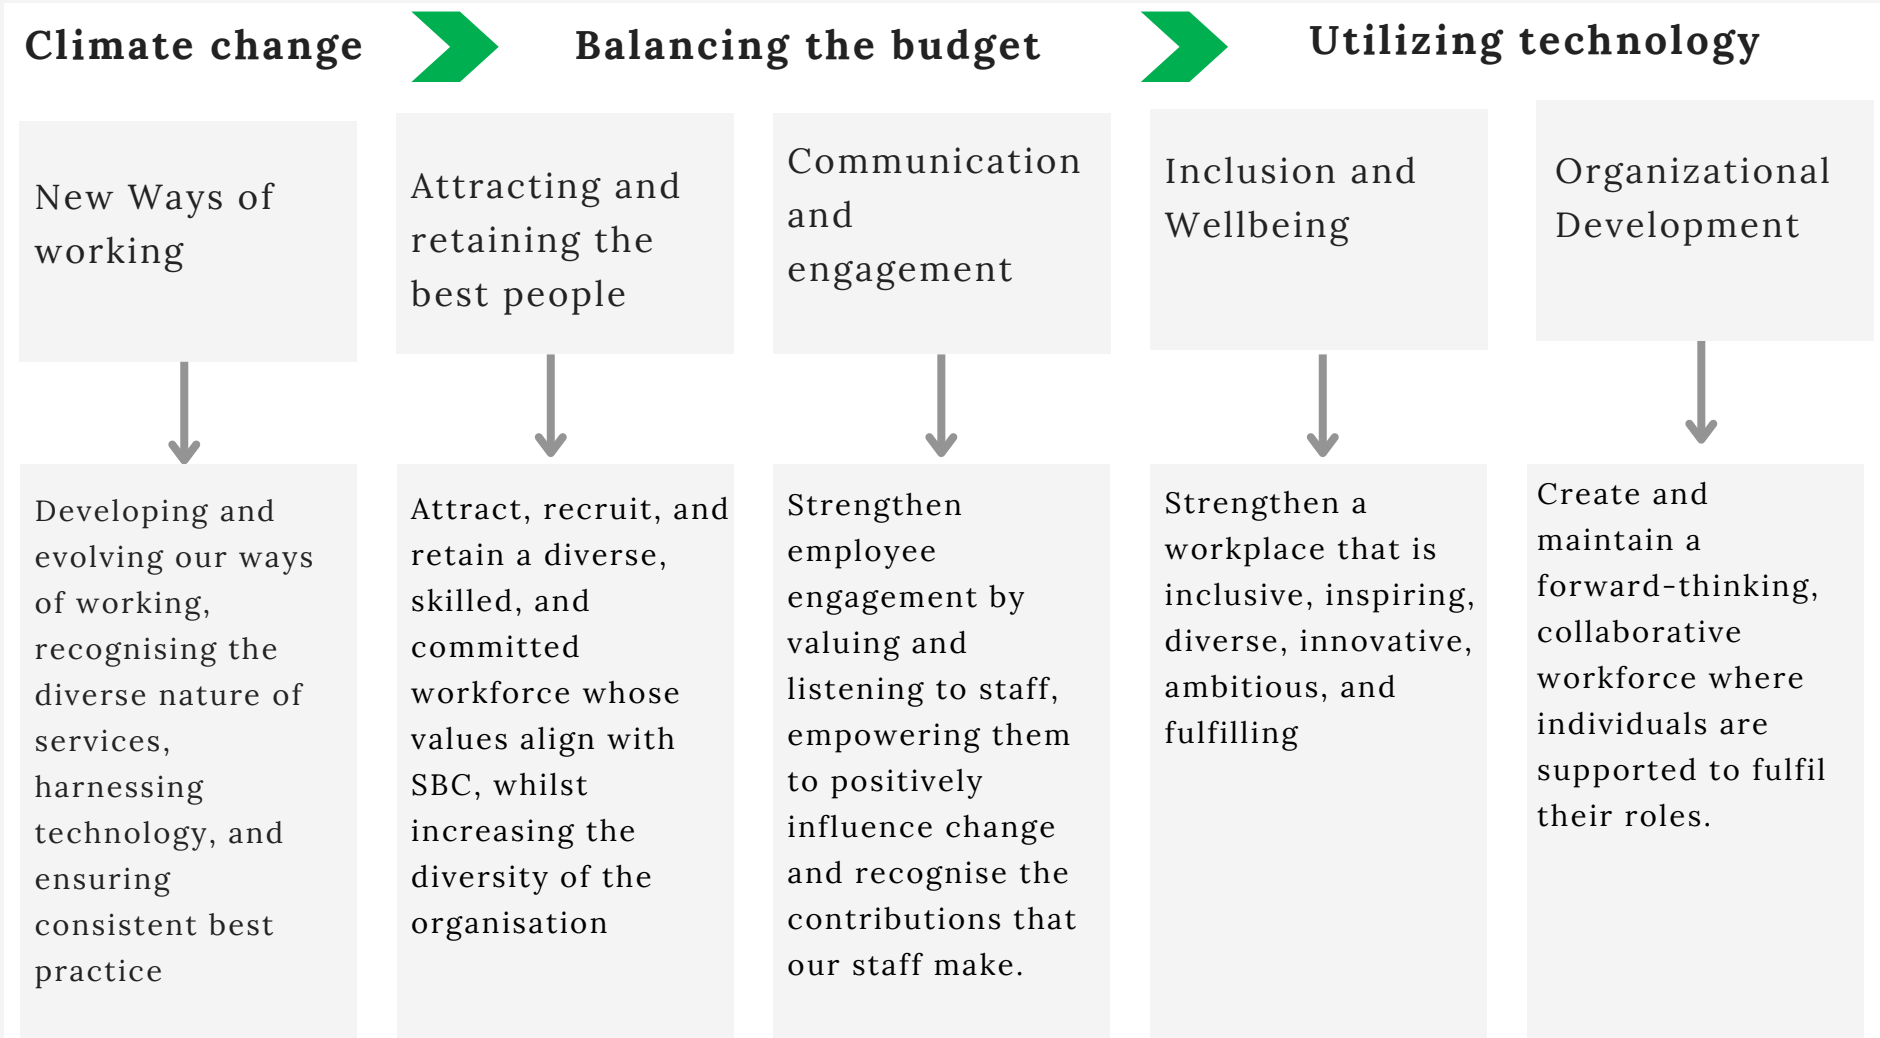 Climate change
Balancing the budget
Utilizing technology
New Ways of
working
Attracting and
retaining the
best people
Communication
and
engagement
Inclusion and
Wellbeing
Organizational
Development
Developing and
evolving our ways
of working,
recognising the
diverse nature of
services,
harnessing
technology, and
ensuring
consistent best
practice
Attract, recruit, and
retain a diverse,
skilled, and
committed
workforce whose
values align with
SBC, whilst
increasing the
diversity of the
organisation
Strengthen
employee
engagement by
valuing and
listening to staff,
empowering them
to positively
influence change
and recognise the
contributions that
our staff make.
Strengthen a
workplace that is
inclusive, inspiring,
diverse, innovative,
ambitious, and
fulfilling
Create and
maintain a
forward-thinking,
collaborative
workforce where
individuals are
supported to fulfil
their roles.